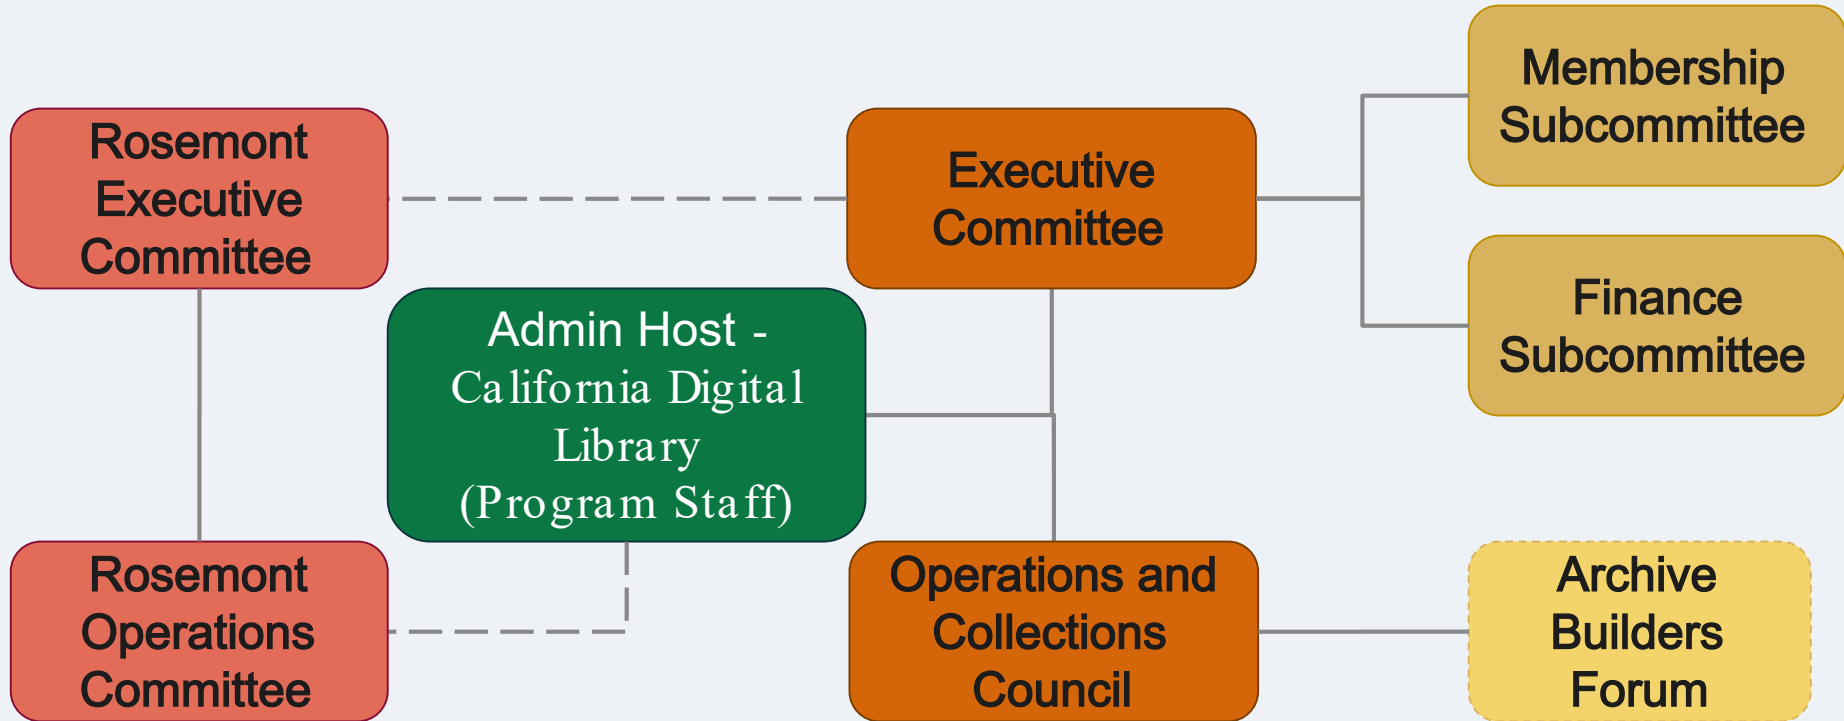 Rosemont
Executive
Committee
Executive
Committee
Membership
Subcommittee
Finance
Subcommittee
Admin Host -
California Digital
Library
(Program Staff)
Rosemont
Operations
Committee
Operations and
Collections
Council
Archive
Builders
Forum